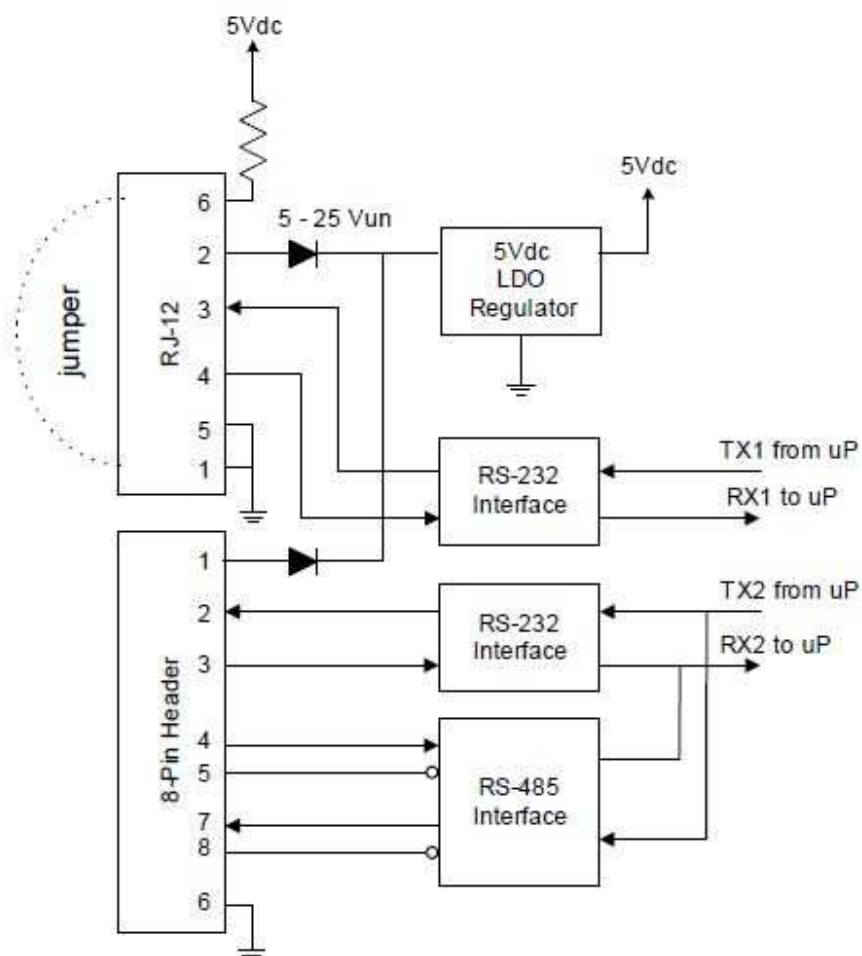 5Vdc
5Vdc
6
5 - 25 Vun
2
5Vdc
LDO
Regulator
3
jumper
RJ-12
4
5
1
TX1 from uP
RS-232
Interface
RX1 to uP
1
TX2 from uP
2
RS-232
Interface
RX2 to uP
3
8-Pin Header
4
5
RS-485
Interface
7
8
6